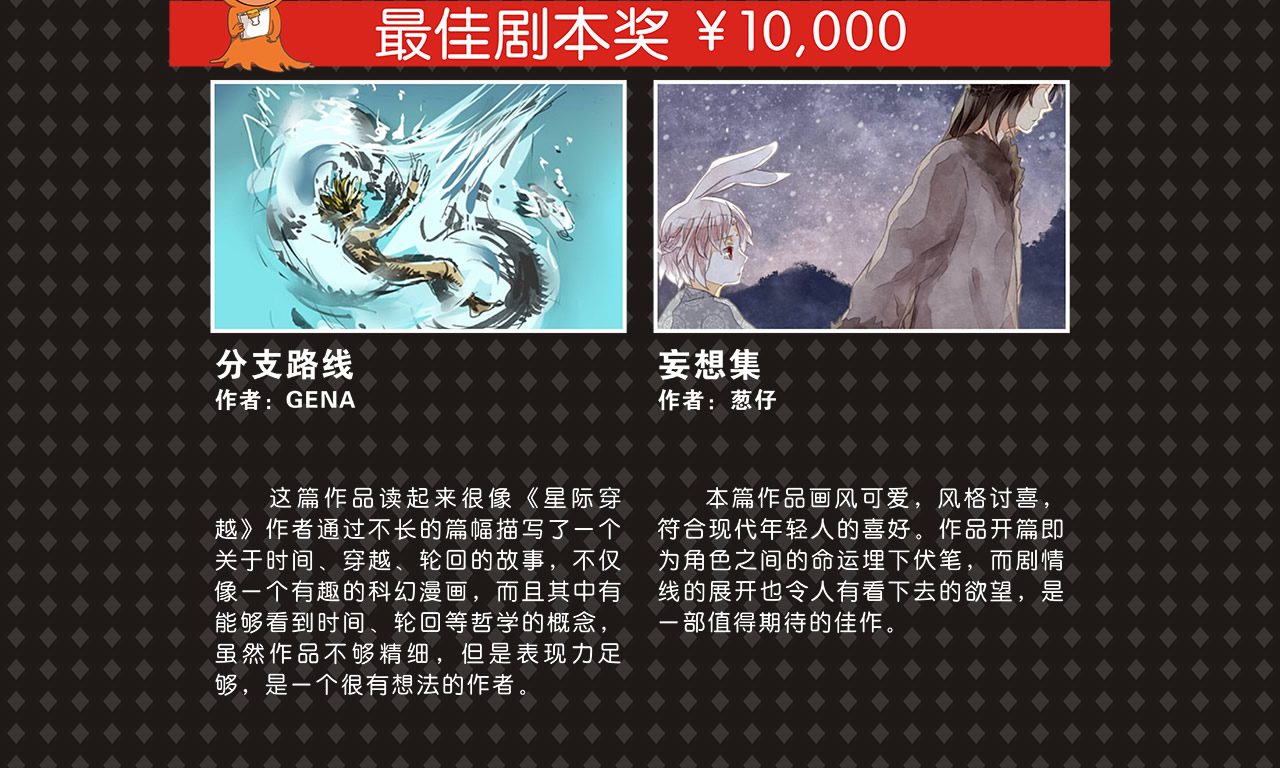 最佳剧本奖 ￥10,000
分支路线
作者：GENA
这篇作品读起来很像《星际穿
越》作者通过不长的篇幅描写了一个
关于时间、穿越、轮回的故事，不仅
像一个有趣的科幻漫画，而且其中有
能够看到时间、轮回等哲学的概念，
虽然作品不够精细，但是表现力足
够，是一个很有想法的作者。
妄想集
作者：葱仔
本篇作品画风可爱，风格讨喜，
符合现代年轻人的喜好。作品开篇即
为角色之间的命运埋下伏笔，而剧情
线的展开也令人有看下去的欲望，是
一部值得期待的佳作。